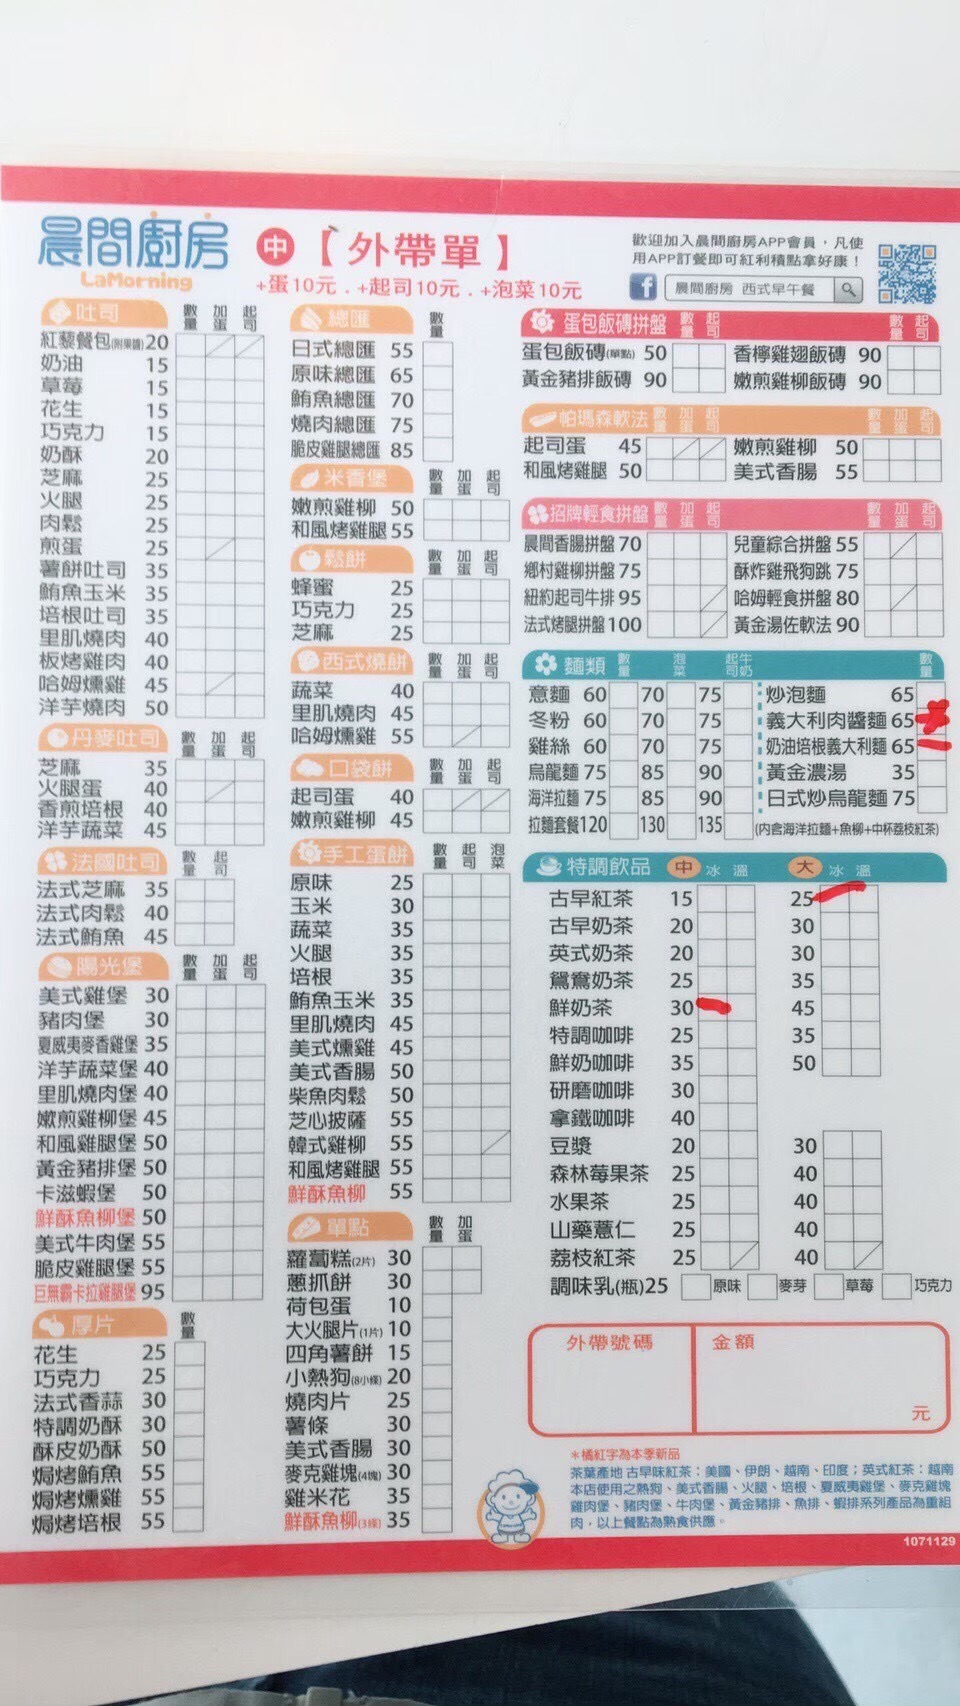 晨間廚房
LaMorning
中【外帶單】
+蛋10元.+起司10元.+泡菜10元
歡迎加入晨間廚房APP會員，凡使
用APP訂餐即可紅利積點拿好康！
f 晨間廚房 西式早午餐
吐司 數量 加蛋 起司
紅藜餐包(附果醬) 20
奶油 15
草莓 15
花生 15
巧克力 15
奶酥 20
芝麻 25
火腿 25
肉鬆 25
煎蛋 25
薯餅吐司 35
鮪魚玉米 35
培根吐司 35
里肌燒肉 40
板烤雞肉 40
哈姆燻雞 45
洋芋燒肉 50
丹麥吐司 數量 加蛋 起司
芝麻 35
火腿蛋 40
香煎培根 40
洋芋蔬菜 45
法國吐司 數量 起司
法式芝麻 35
法式肉鬆 40
法式鮪魚 45
陽光堡 數量 加蛋 起司
美式雞堡 30
豬肉堡 30
夏威夷麥香雞堡 35
洋芋蔬菜堡 40
里肌燒肉堡 40
嫩煎雞柳堡 45
和風雞腿堡 50
黃金豬排堡 50
卡滋蝦堡 50
鮮酥魚柳堡 50
美式牛肉堡 55
脆皮雞腿堡 55
巨無霸卡拉雞腿堡 95
厚片 數量
花生 25
巧克力 25
法式香蒜 30
特調奶酥 30
酥皮奶酥 50
焗烤鮪魚 55
焗烤燻雞 55
焗烤培根 55
總匯 數量
日式總匯 55
原味總匯 65
鮪魚總匯 70
燒肉總匯 75
脆皮雞腿總匯 85
米香堡 數量 加蛋 起司
嫩煎雞柳 50
和風烤雞腿 55
鬆餅 數量 加蛋 起司
蜂蜜 25
巧克力 25
芝麻 25
西式燒餅 數量 加蛋 起司
蔬菜 40
里肌燒肉 45
哈姆燻雞 55
口袋餅 數量 加蛋 起司
起司蛋 40
嫩煎雞柳 45
手工蛋餅 數量 起司 泡菜
原味 25
玉米 30
蔬菜 35
火腿 35
培根 35
鮪魚玉米 35
里肌燒肉 45
美式燻雞 45
美式香腸 50
柴魚肉鬆 50
芝心披薩 55
韓式雞柳 55
和風烤雞腿 55
鮮酥魚柳 55
單點 數量 加蛋
蘿蔔糕(2片) 30
蔥抓餅 30
荷包蛋 10
大火腿片(1片) 10
四角薯餅 15
小熱狗(8小條) 20
燒肉片 25
薯條 30
美式香腸 30
麥克雞塊(4塊) 30
雞米花 35
鮮酥魚柳(3條) 35
蛋包飯磚拼盤 數量 起司
蛋包飯磚(單點) 50 香檸雞翅飯磚 90
黃金豬排飯磚 90 嫩煎雞柳飯磚 90
帕瑪森軟法 數量 加蛋 起司 數量 加蛋 起司
起司蛋 45 嫩煎雞柳 50
和風烤雞腿 50 美式香腸 55
招牌輕食拼盤 數量 加蛋 起司 數量 加蛋 起司
晨間香腸拼盤 70 兒童綜合拼盤 55
鄉村雞柳拼盤 75 酥炸雞飛狗跳 75
紐約起司牛排 95 哈姆輕食拼盤 80
法式烤腿拼盤 100 黃金湯佐軟法 90
麵類 數量 泡菜 起司牛奶 數量
意麵 60 70 75 炒泡麵 65
冬粉 60 70 75 義大利肉醬麵 65
雞絲 60 70 75 奶油培根義大利麵 65
烏龍麵 75 85 90 黃金濃湯 35
海洋拉麵 75 85 90 日式炒烏龍麵 75
拉麵套餐 120 130 135 (內含海洋拉麵+魚柳+中杯荔枝紅茶)
特調飲品 中 冰 溫 大 冰 溫
古早紅茶 15 25
古早奶茶 20 30
英式奶茶 20 30
鴛鴦奶茶 25 35
鮮奶茶 30 45
特調咖啡 25 35
鮮奶咖啡 35 50
研磨咖啡 30
拿鐵咖啡 40
豆漿 20 30
森林莓果茶 25 40
水果茶 25 40
山藥薏仁 25 40
荔枝紅茶 25 40
調味乳(瓶)25 原味 麥芽 草莓 巧克力
外帶號碼 金額
元
＊橘紅字為本季新品
茶葉產地 古早味紅茶：美國、伊朗、越南、印度；英式紅茶：越南
本店使用之熱狗、美式香腸、火腿、培根、夏威夷雞堡、麥克雞塊
雞肉堡、豬肉堡、牛肉堡、黃金豬排、魚排、蝦排系列產品為重組
肉，以上餐點為熟食供應。
1071129